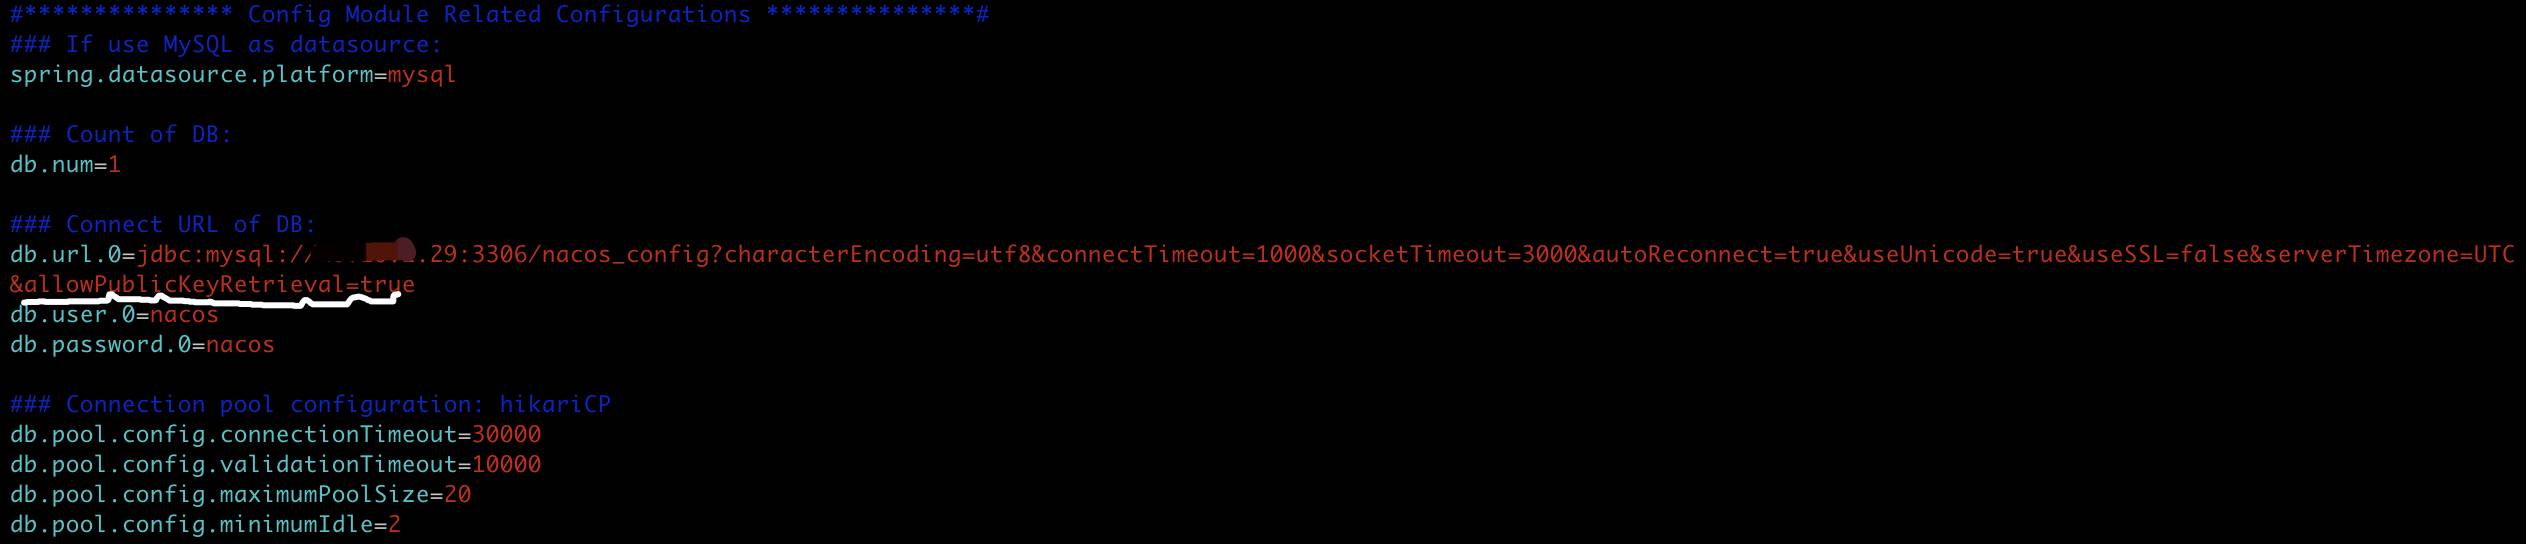 #*************** Config Module Related Configurations ***************#
### If use MySQL as datasource:
spring.datasource.platform=mysql
### Count of DB:
db.num=1
### Connect URL of DB:
db.url.0=jdbc:mysql:// .29:3306/nacos_config?characterEncoding=utf8&connectTimeout=1000&socketTimeout=3000&autoReconnect=true&useUnicode=true&useSSL=false&serverTimezone=UTC
&allowPublicKeyRetrieval=true
db.user.0=nacos
db.password.0=nacos
### Connection pool configuration: hikariCP
db.pool.config.connectionTimeout=30000
db.pool.config.validationTimeout=10000
db.pool.config.maximumPoolSize=20
db.pool.config.minimumIdle=2